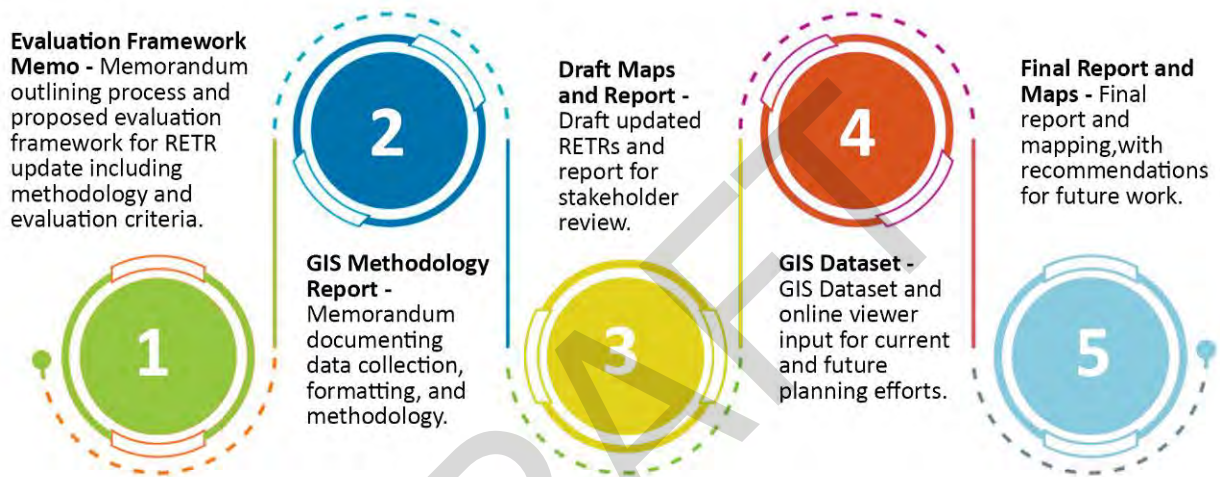 Evaluation Framework
Memo - Memorandum
outlining process and
proposed evaluation
framework for RETR
update including
methodology and
evaluation criteria.
1
2
GIS Methodology
Report -
Memorandum
documenting
data collection,
formatting, and
methodology.
Draft Maps
and Report -
Draft updated
RETRs and
report for
stakeholder
review.
3
4
GIS Dataset -
GIS Dataset and
online viewer
input for current
and future
planning efforts.
Final Report and
Maps - Final
report and
mapping,with
recommendations
for future work.
5
DRAFT